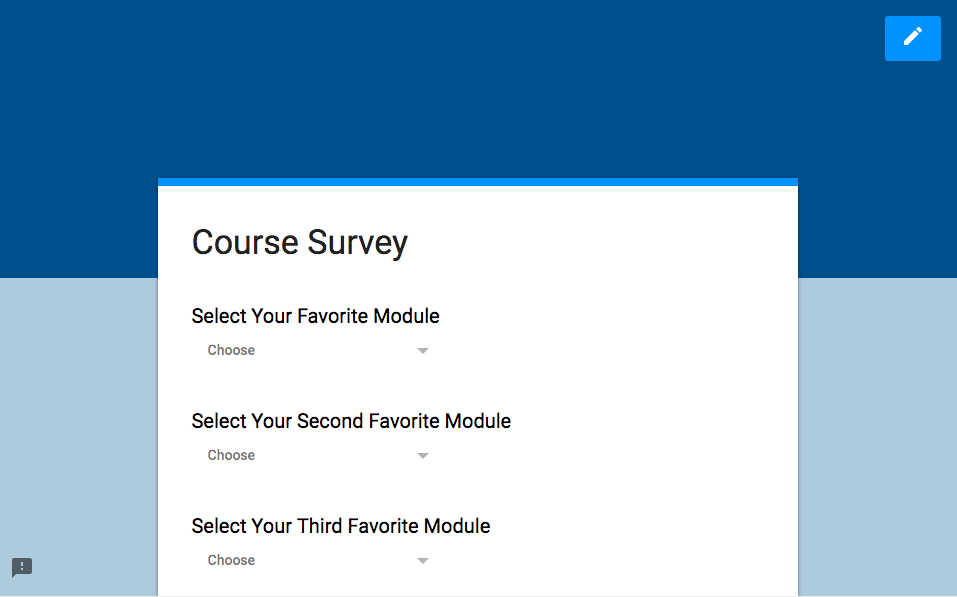 Course Survey
Select Your Favorite Module
Choose
Select Your Second Favorite Module
Choose
Select Your Third Favorite Module
Choose